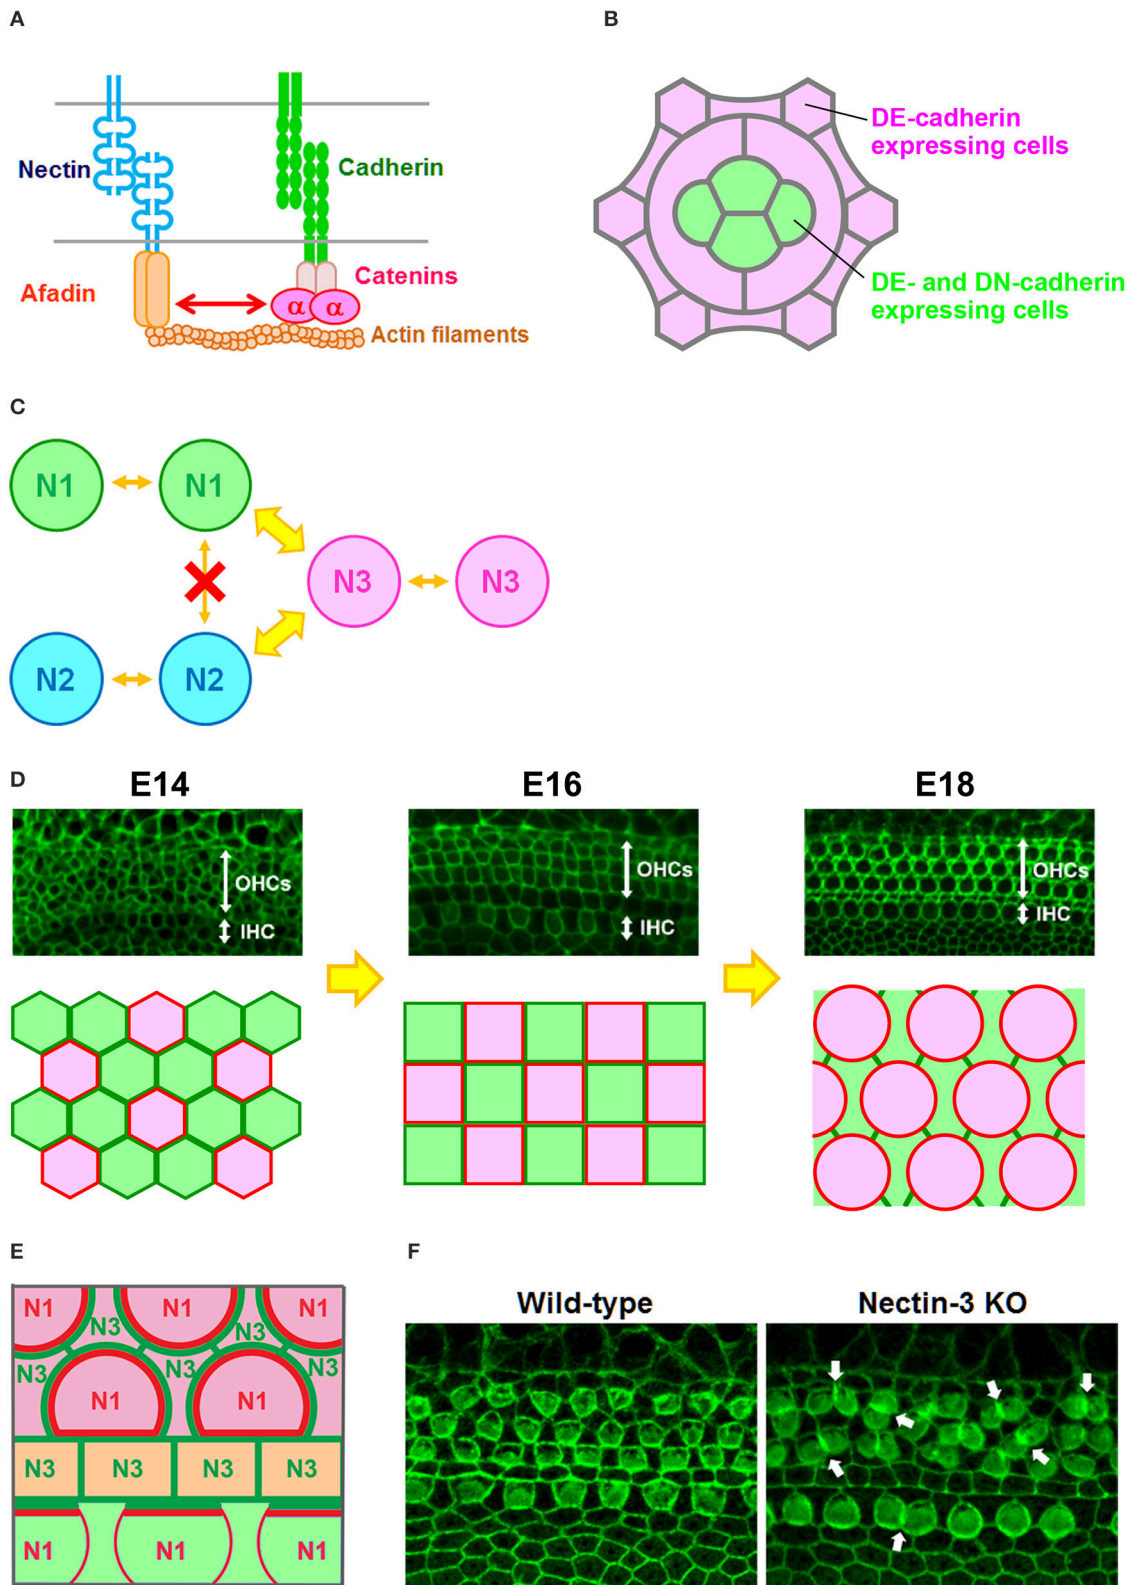 A
B
Nectin
Cadherin
Afadin
Catenins
α α
Actin filaments
DE-cadherin
expressing cells
DE- and DN-cadherin
expressing cells
C
N1 N1
N3 N3
N2 N2
D
E14 E16 E18
OHCs OHCs OHCs
IHC IHC IHC
E
N1 N1 N1
N3 N3
N3 N3 N3
N1 N1
N3 N3 N3 N3
N1 N1 N1
F
Wild-type Nectin-3 KO